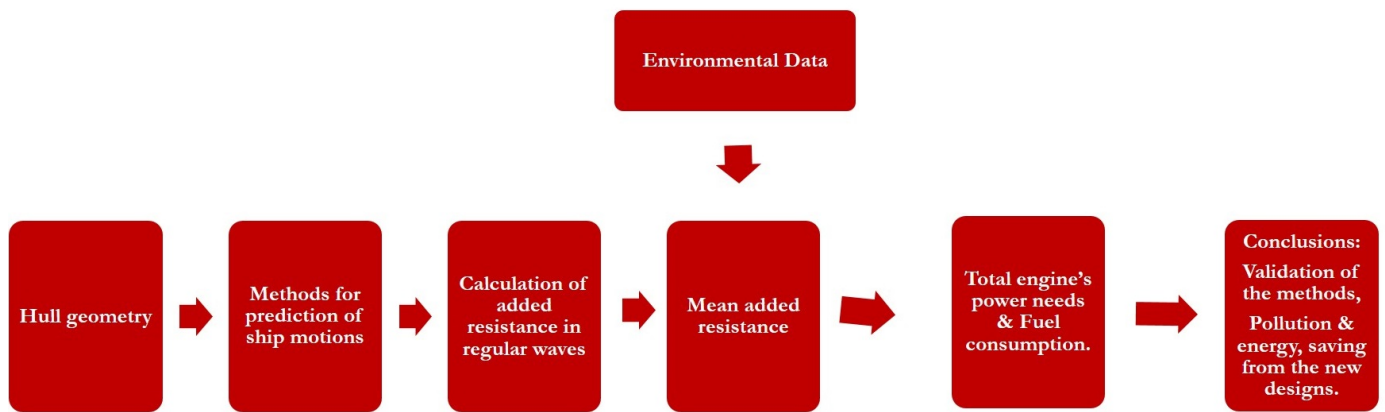 Environmental Data
Hull geometry
Methods for
prediction of
ship motions
Calculation of
added
resistance in
regular waves
Mean added
resistance
Total engine’s
power needs
& Fuel
consumption.
Conclusions:
Validation of
the methods,
Pollution &
energy, saving
from the new
designs.